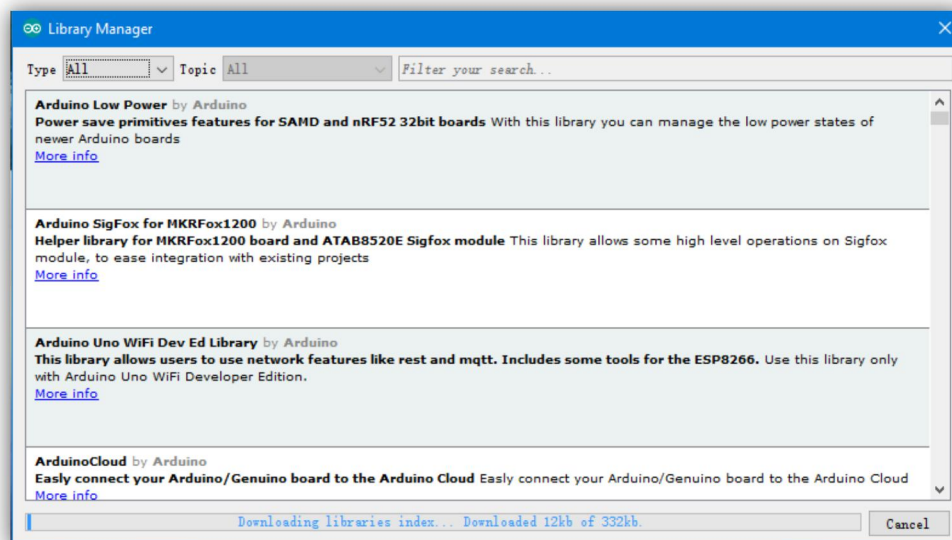 Library Manager
Type All Topic All Filter your search...
Arduino Low Power by Arduino
Power save primitives features for SAMD and nRF52 32bit boards With this library you can manage the low power states of
newer Arduino boards
More info
Arduino SigFox for MKRFox1200 by Arduino
Helper library for MKRFox1200 board and ATAB8520E Sigfox module This library allows some high level operations on Sigfox
module, to ease integration with existing projects
More info
Arduino Uno WiFi Dev Ed Library by Arduino
This library allows users to use network features like rest and mqtt. Includes some tools for the ESP8266. Use this library only
with Arduino Uno WiFi Developer Edition.
More info
ArduinoCloud by Arduino
Easly connect your Arduino/Genuino board to the Arduino Cloud Easly connect your Arduino/Genuino board to the Arduino Cloud
More info
Downloading libraries index... Downloaded 12kb of 332kb. Cancel